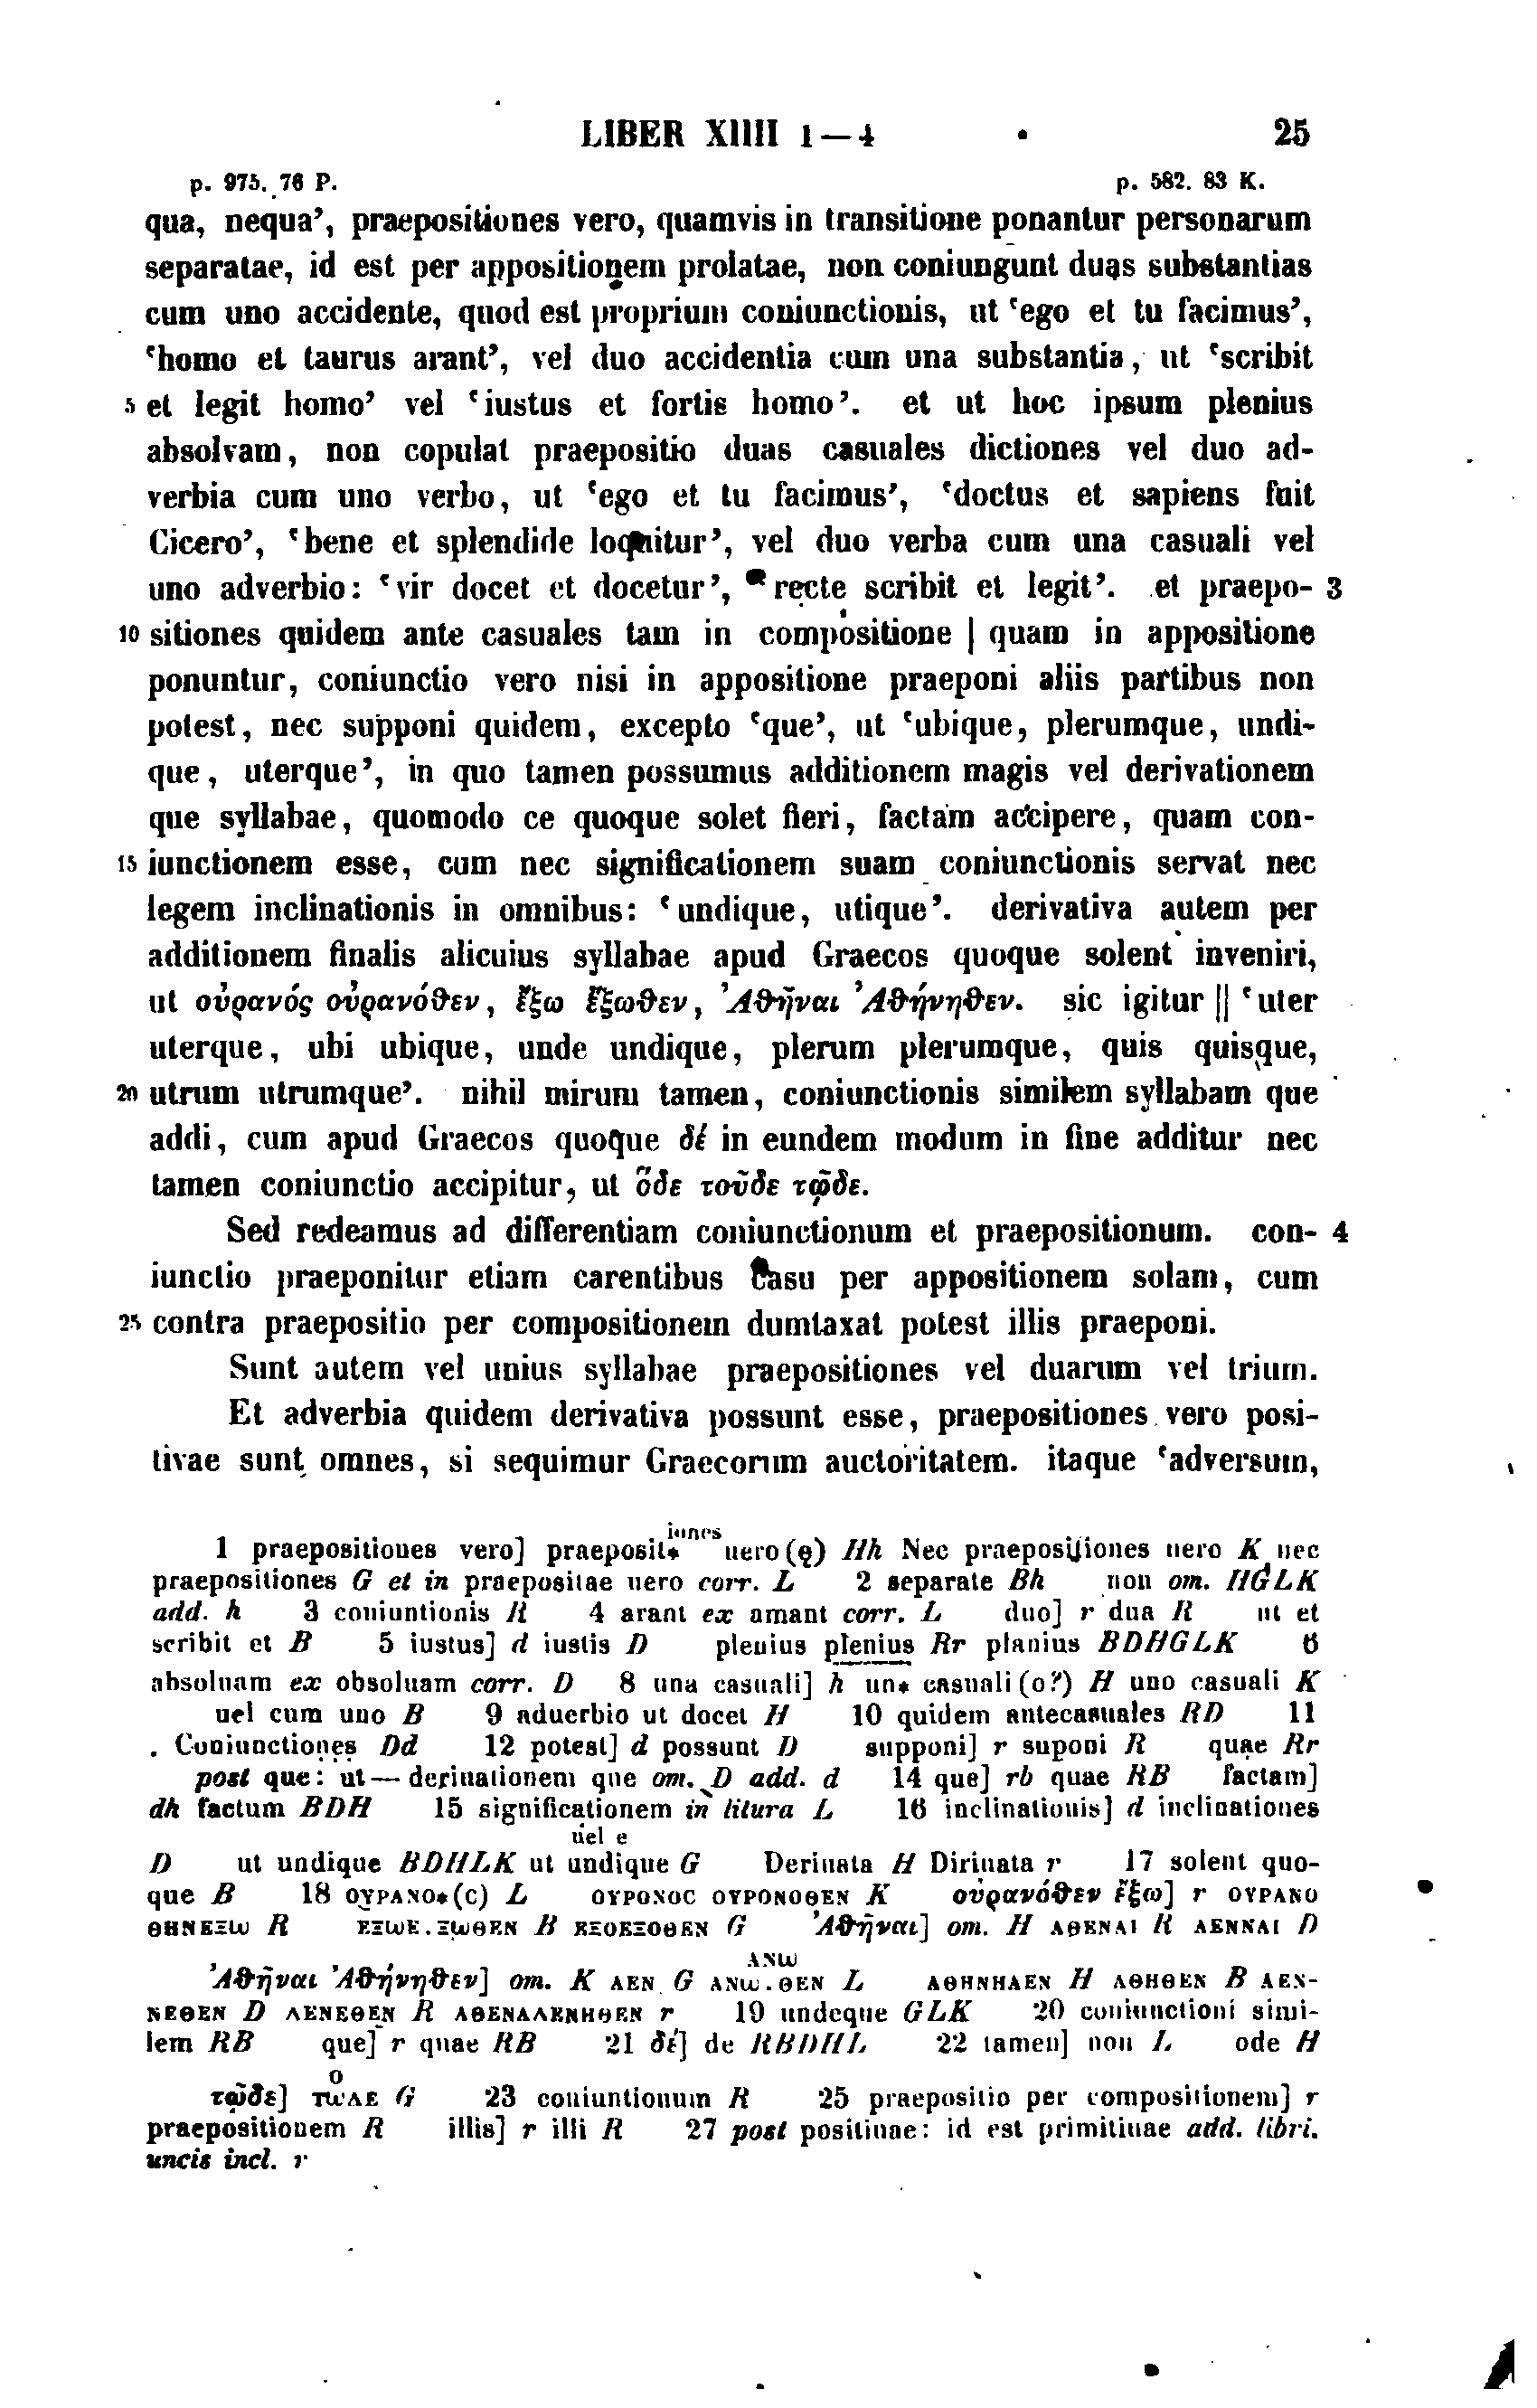 LIBER XIIII 1—4 25
p. 975. 76 P. p. 582. 83 K.
qua, nequa’, praepositiones vero, quamvis in transitione ponantur personarum
separatae, id est per appositionem prolatae, non coniungunt duas substantias
cum uno accidente, quod est proprium coniunctionis, ut ‘ego et tu facimus’,
‘homo et taurus arant’, vel duo accidentia cum una substantia, ut ‘scribit
5 et legit homo’ vel ‘iustus et fortis homo’. et ut hoc ipsum plenius
absolvam, non copulat praepositio duas casuales dictiones vel duo ad-
verbia cum uno verbo, ut ‘ego et tu facimus’, ‘doctus et sapiens fuit
Cicero’, ‘bene et splendide loquitur’, vel duo verba cum una casuali vel
uno adverbio: ‘vir docet et docetur’, ‘recte scribit et legit’. et praepo- 3
10 sitiones quidem ante casuales tam in compositione | quam in appositione
ponuntur, coniunctio vero nisi in appositione praeponi aliis partibus non
potest, nec supponi quidem, excepto ‘que’, ut ‘ubique, plerumque, undi-
que, uterque’, in quo tamen possumus additionem magis vel derivationem
que syllabae, quomodo ce quoque solet fieri, factam accipere, quam con-
15 iunctionem esse, cum nec significationem suam coniunctionis servat nec
legem inclinationis in omnibus: ‘undique, utique’. derivativa autem per
additionem finalis alicuius syllabae apud Graecos quoque solent inveniri,
ut οὐρανός οὐρανόθεν, ἔξω ἔξωθεν, Ἀθῆναι Ἀθήνηθεν. sic igitur || ‘uter
uterque, ubi ubique, unde undique, plerum plerumque, quis quisque,
20 utrum utrumque’. nihil mirum tamen, coniunctionis similem syllabam que
addi, cum apud Graecos quoque δέ in eundem modum in fine additur nec
tamen coniunctio accipitur, ut ὅδε τοῦδε τῷδε.
Sed redeamus ad differentiam coniunctionum et praepositionum. con- 4
iunctio praeponitur etiam carentibus casu per appositionem solam, cum
25 contra praepositio per compositionem dumtaxat potest illis praeponi.
Sunt autem vel unius syllabae praepositiones vel duarum vel trium.
Et adverbia quidem derivativa possunt esse, praepositiones vero posi-
tivae sunt omnes, si sequimur Graecorum auctoritatem. itaque ‘adversum,
iones
1 praepositiones vero] praeposit* uero (ę) Hh Nec praepositiones uero K nec
praepositiones G et in praepositae uero corr. L 2 separate Bh non om. HGLK
add. h 3 coniuntionis R 4 arant ex amant corr. L duo] r dua R ut et
scribit et B 5 iustus] d iustis D plenius plenius Rr planius BDHGLK 6
absoluam ex obsoluam corr. D 8 una casuali] h un* casuali (o?) H uno casuali K
uel cum uno B 9 aduerbio ut docet H 10 quidem antecasuales RD 11
Coniunctiones Dd 12 potest] d possunt D supponi] r suponi R quae Rr
post que: ut — deriuationem que om. D add. d 14 que] rb quae RB factam]
dh factum BDH 15 significationem in litura L 16 inclinationis] d inclinationes
uel e
D ut undique BDHLK ut undique G Deriuata H Diriuata r 17 solent quo-
que B 18 ΟΥΡΑΝΟ*(c) L ΟΥΡΟΝΟC ΟΥΡΟΝΟΘΕΝ K οὐρανόθεν ἔξω] r ΟΥΡΑΝΟ
ΘΗΝΕΞΩ R ΕΞΩΕ.ΞΩΘΕΝ B ΕΞΟΕΞΟΘΕΝ G Ἀθῆναι] om. H ΑΘΕΝΑΙ R ΑΕΝΝΑΙ D
ΑΝΩ
Ἀθῆναι Ἀθήνηθεν] om. K ΑΕΝ G ΑΝΩ.ΘΕΝ L ΑΘΗΝΗΑΕΝ H ΑΘΗΘΕΝ B ΑΕΝ-
ΝΕΘΕΝ D ΛΕΝΕΘΕΝ R ΑΘΕΝΑΛΕΝΗΘΕΝ r 19 undeque GLK 20 coniunctioni simi-
lem RB que] r quae RB 21 δέ] de RBDHL 22 tamen] non L ode H
ο
τῷδε] ΤΩΔΕ G 23 coniuntionum R 25 praepositio per compositionem] r
praepositionem R illis] r illi R 27 post positiuae: id est primitiuae add. libri.
uncis incl. r